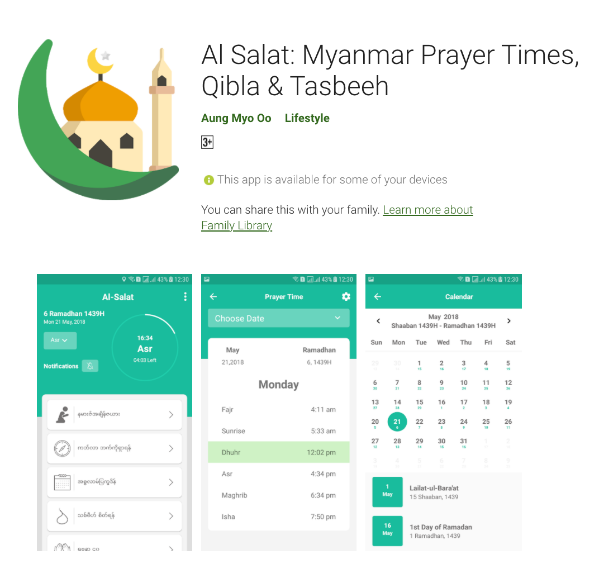 Al Salat: Myanmar Prayer Times,
Qibla & Tasbeeh
Aung Myo Oo Lifestyle
3+
This app is available for some of your devices
You can share this with your family. Learn more about
Family Library
43% 12:30
Al-Salat
6 Ramadhan 1439H
Mon 21 May, 2018
Asr
Notifications
16:34
Asr
04:03 Left
43% 12:30
Prayer Time
Choose Date
May Ramadhan
21,2018 6, 1439H
Monday
Fajr 4:11 am
Sunrise 5:33 am
Dhuhr 12:02 pm
Asr 4:34 pm
Maghrib 6:34 pm
Isha 7:50 pm
43% 12:30
Calendar
May 2018
Shaaban 1439H - Ramadhan 1439H
Sun Mon Tue Wed Thu Fri Sat
1 2 3 4 5
6 7 8 9 10 11 12
13 14 15 16 17 18 19
20 21 22 23 24 25 26
27 28 29 30 31
1
May
Lailat-ul-Bara'at
15 Shaaban, 1439
16
May
1st Day of Ramadan
1 Ramadan, 1439